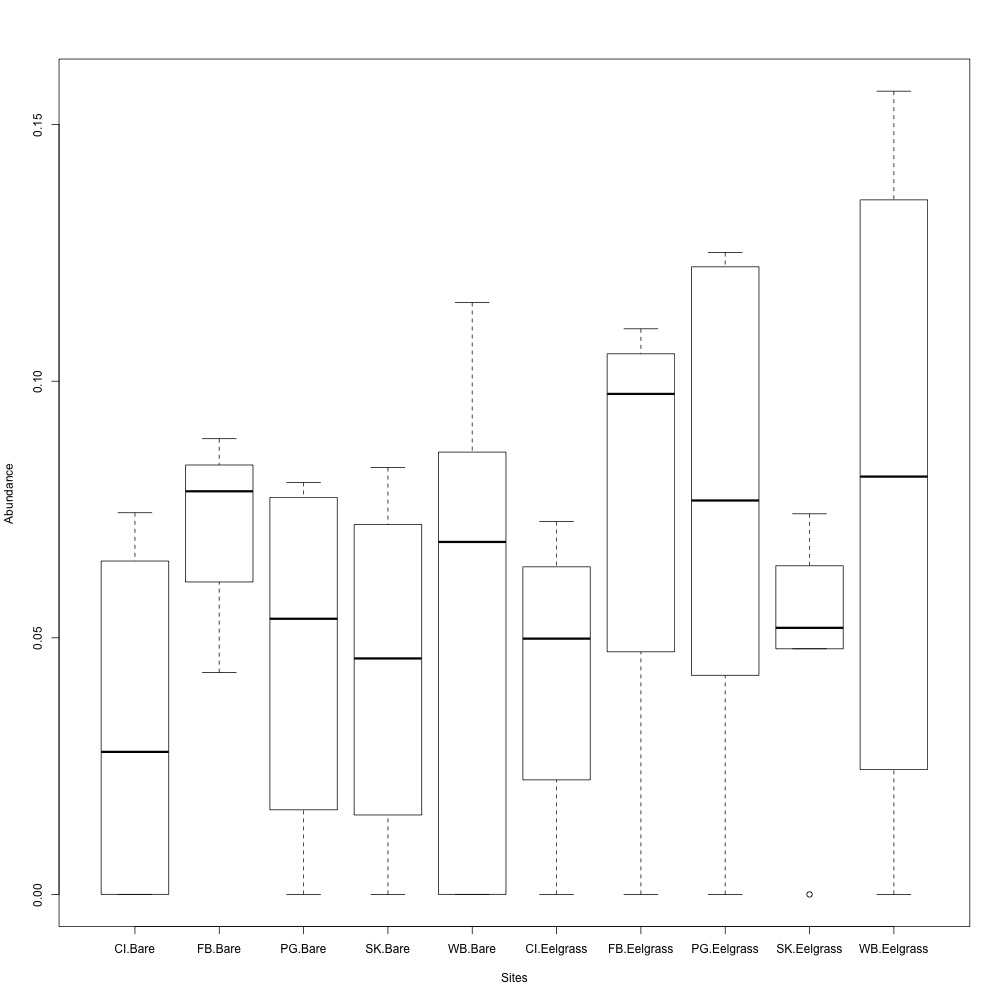 Abundance
0.15
0.10
0.05
0.00
CI.Bare FB.Bare PG.Bare SK.Bare WB.Bare CI.Eelgrass FB.Eelgrass PG.Eelgrass SK.Eelgrass WB.Eelgrass
Sites